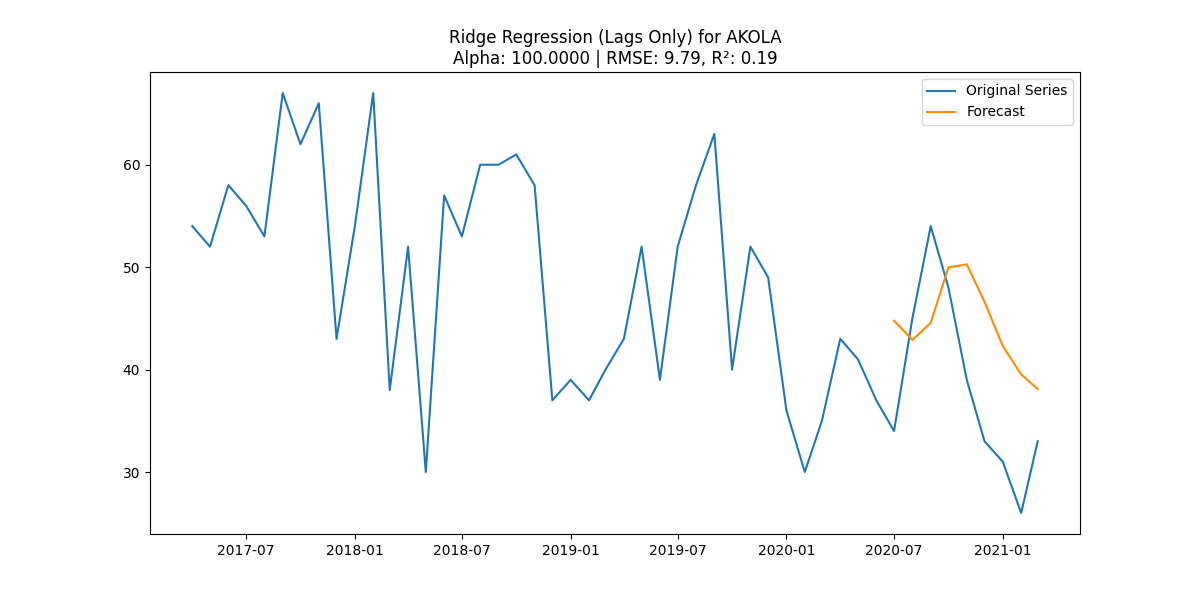 Ridge Regression (Lags Only) for AKOLA
Alpha: 100.0000 | RMSE: 9.79, R²: 0.19
Original Series
Forecast
60
50
40
30
2017-07 2018-01 2018-07 2019-01 2019-07 2020-01 2020-07 2021-01